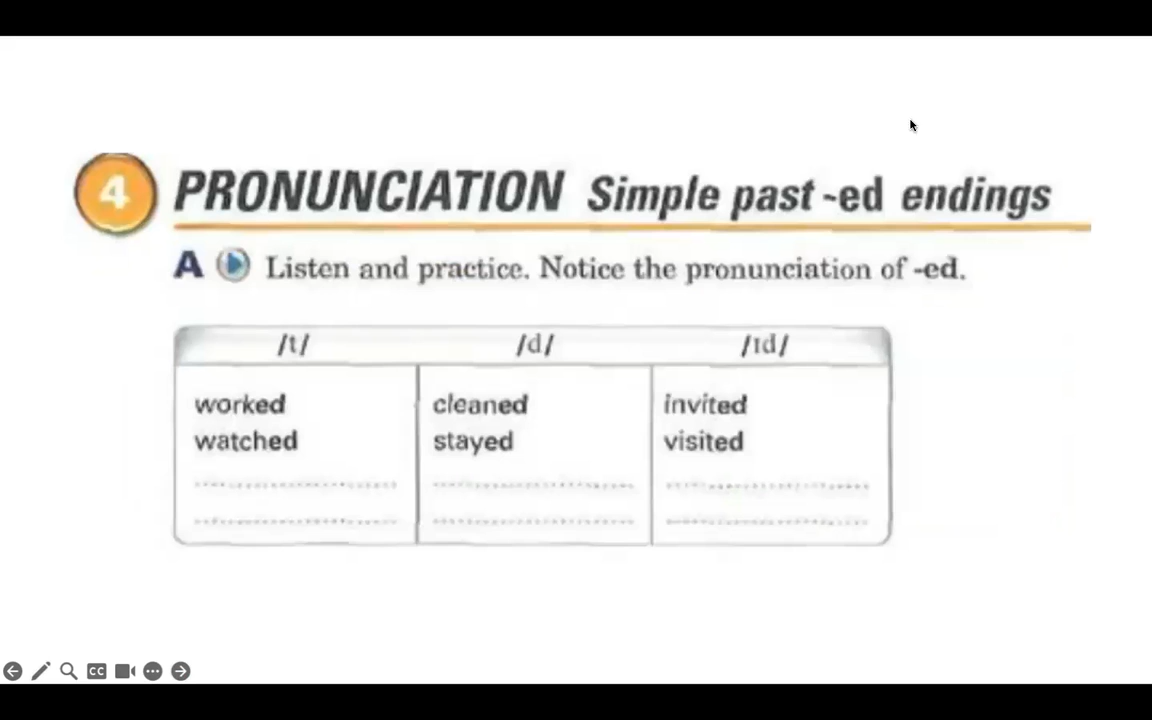 4 PRONUNCIATION Simple past -ed endings
A Listen and practice. Notice the pronunciation of -ed.
/t/ /d/ /ɪd/
worked cleaned invited
watched stayed visited
CC